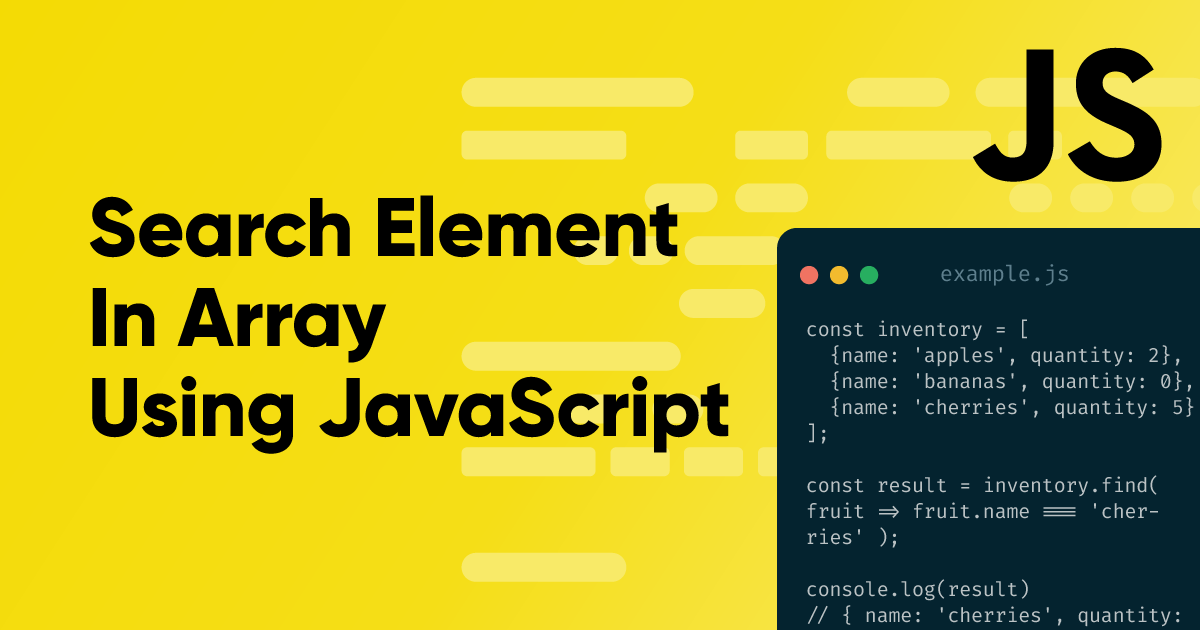 JS
Search Element
In Array
Using JavaScript
example.js
const inventory = [
  {name: 'apples', quantity: 2},
  {name: 'bananas', quantity: 0},
  {name: 'cherries', quantity: 5}
];
const result = inventory.find(
fruit => fruit.name === 'cher-
ries' );
console.log(result)
// { name: 'cherries', quantity: